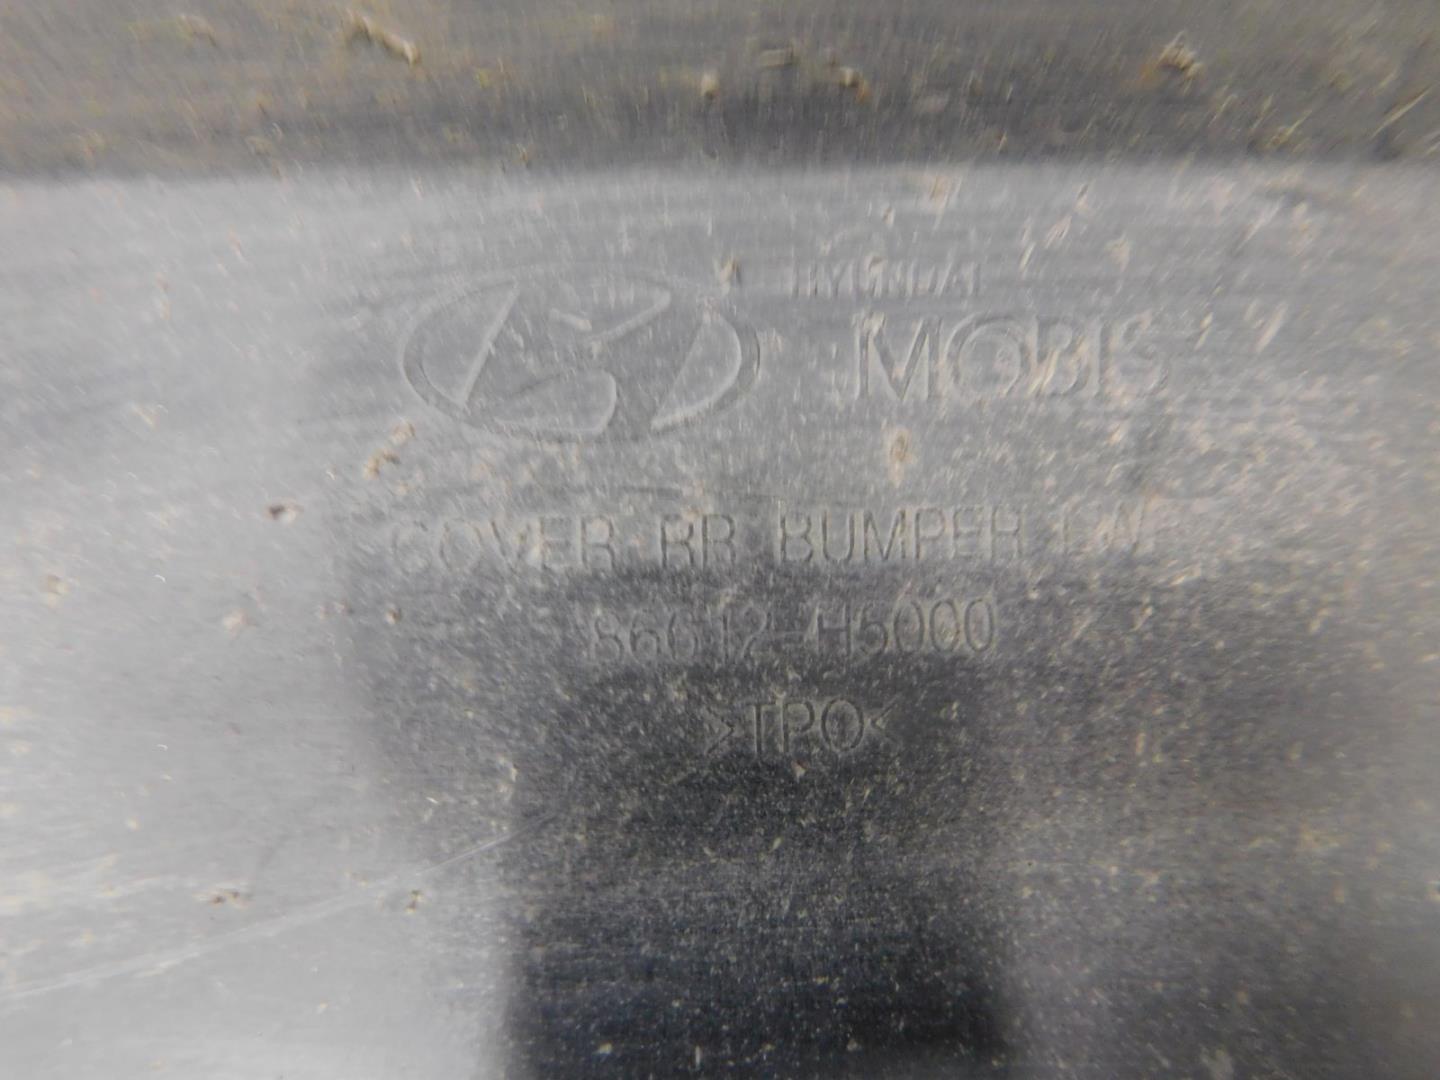 HYUNDAI
MOBIS
COVER RR BUMPER LWR
86612-H5000
>TPO<